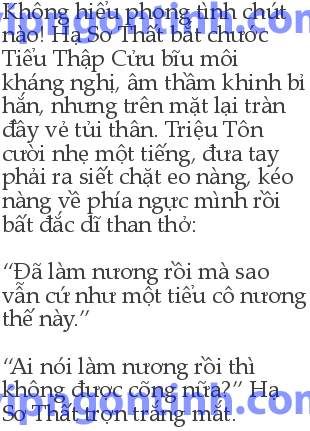 Không hiểu phong tình chút
nào! Hạ Sơ Thất bắt chước
Tiểu Thập Cửu bĩu môi
kháng nghị, âm thầm khinh bỉ
hắn, nhưng trên mặt lại tràn
đầy vẻ tủi thân. Triệu Tôn
cười nhẹ một tiếng, đưa tay
phải ra siết chặt eo nàng, kéo
nàng về phía ngực mình rồi
bất đắc dĩ than thở:
“Đã làm nương rồi mà sao
vẫn cứ như một tiểu cô nương
thế này.”
“Ai nói làm nương rồi thì
không được cõng nữa?” Hạ
Sơ Thất trợn trắng mắt.